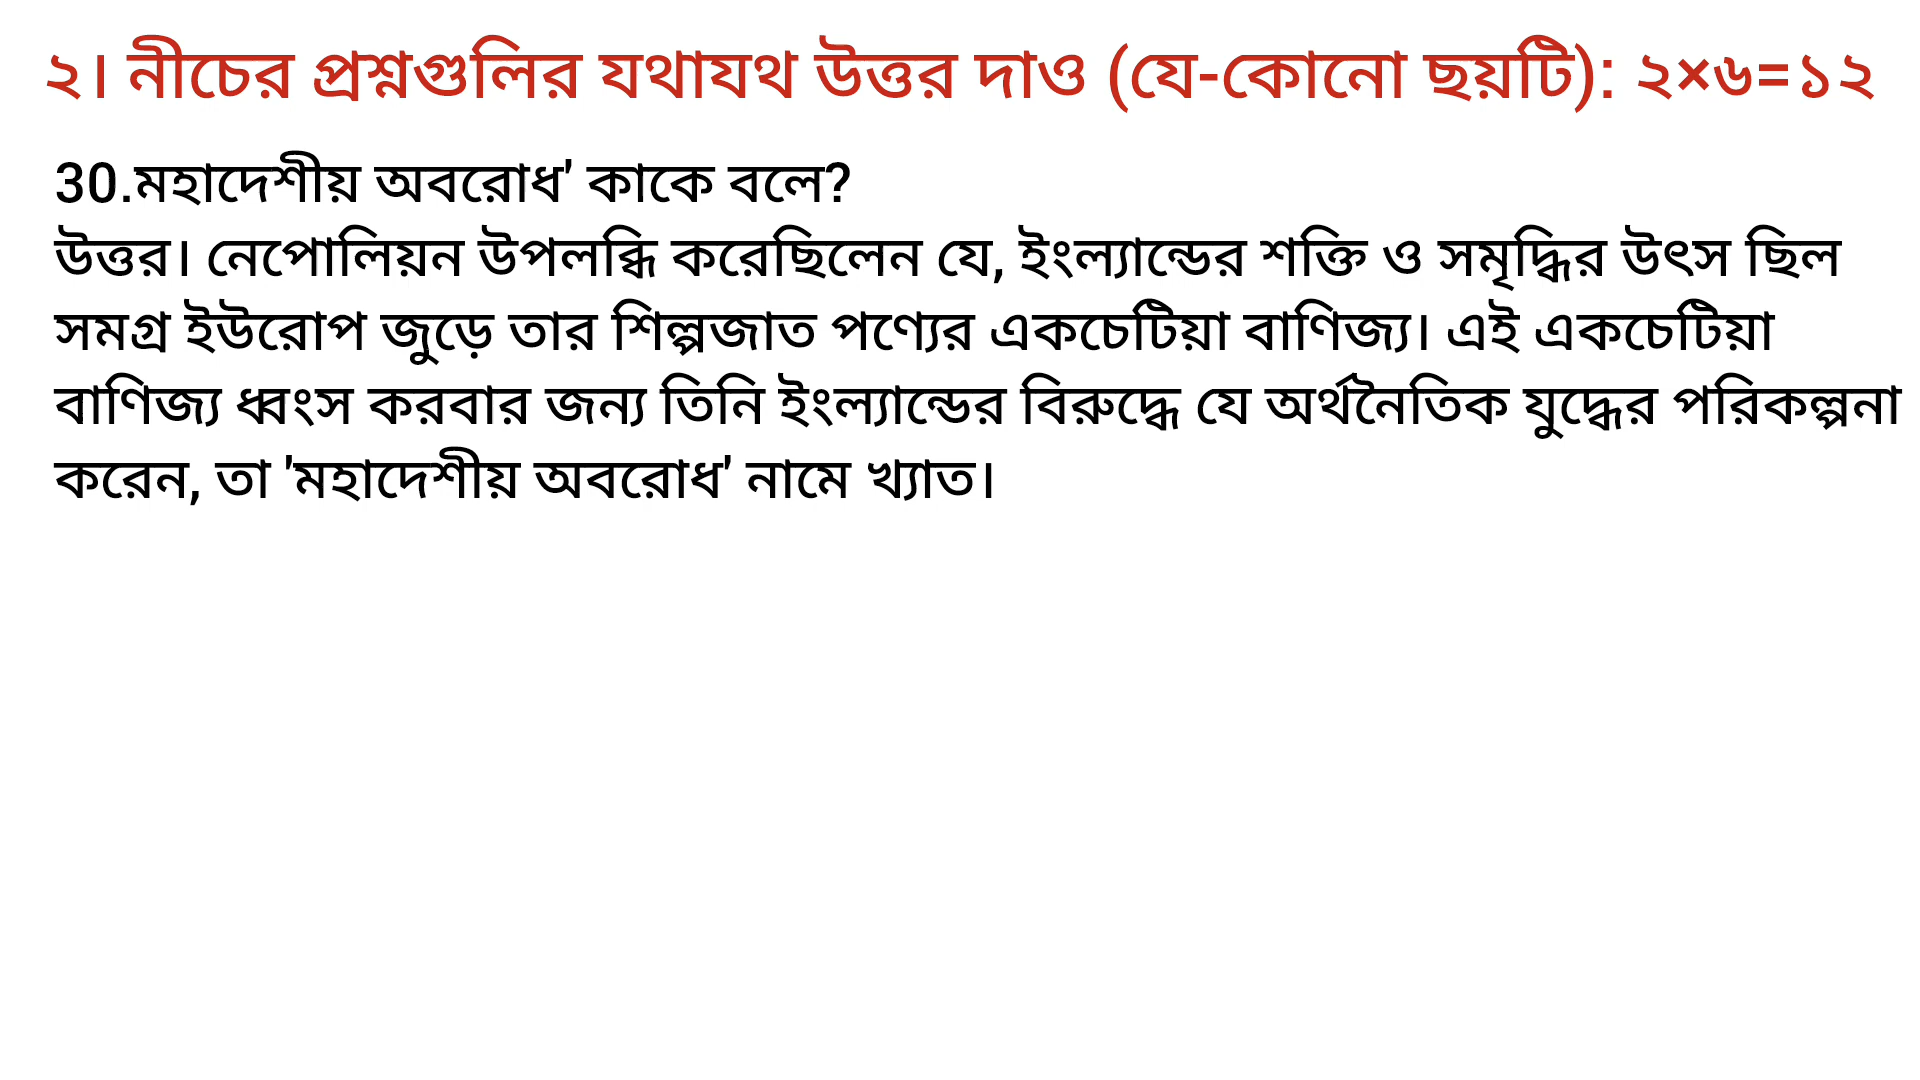 ২। নীচের প্রশ্নগুলির যথাযথ উত্তর দাও (যে-কোনো ছয়টি): ২×৬=১২
30.মহাদেশীয় অবরোধ' কাকে বলে?
উত্তর। নেপোলিয়ন উপলব্ধি করেছিলেন যে, ইংল্যান্ডের শক্তি ও সমৃদ্ধির উৎস ছিল
সমগ্র ইউরোপ জুড়ে তার শিল্পজাত পণ্যের একচেটিয়া বাণিজ্য। এই একচেটিয়া
বাণিজ্য ধ্বংস করবার জন্য তিনি ইংল্যান্ডের বিরুদ্ধে যে অর্থনৈতিক যুদ্ধের পরিকল্পনা
করেন, তা 'মহাদেশীয় অবরোধ' নামে খ্যাত।